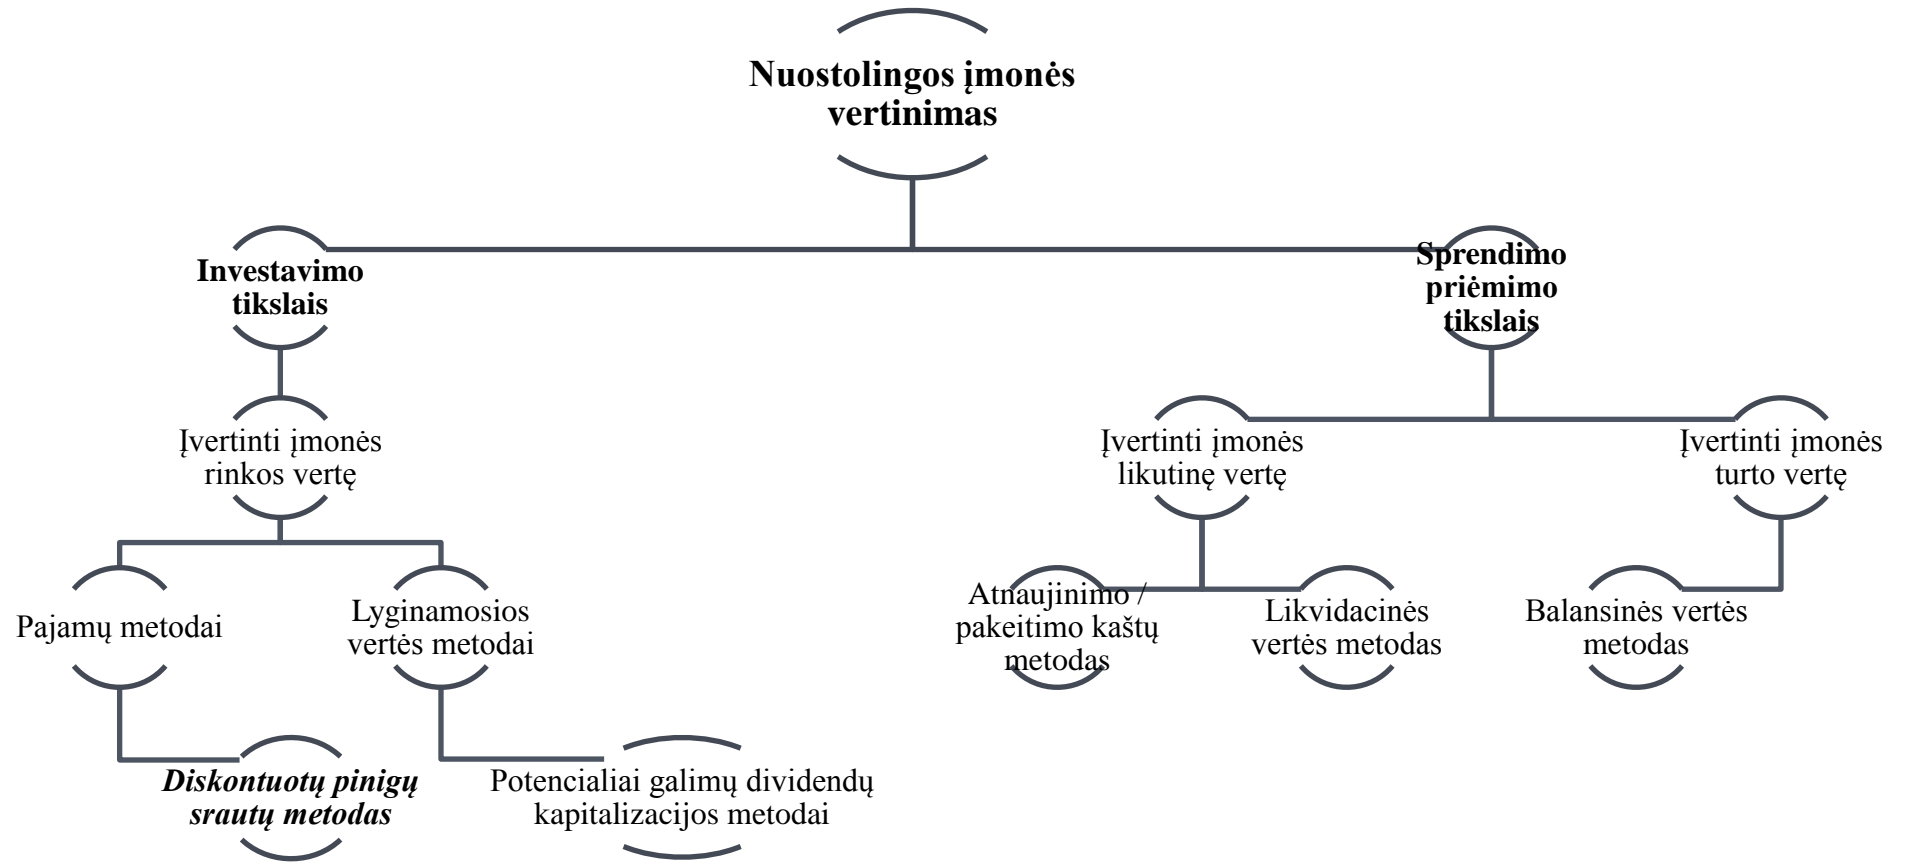 Nuostolingos įmonės
vertinimas
Investavimo
tikslais
Sprendimo
priėmimo
tikslais
Įvertinti įmonės
rinkos vertę
Įvertinti įmonės
likutinę vertę
Įvertinti įmonės
turto vertę
Pajamų metodai
Lyginamosios
vertės metodai
Atnaujinimo /
pakeitimo kaštų
metodas
Likvidacinės
vertės metodas
Balansinės vertės
metodas
Diskontuotų pinigų
srautų metodas
Potencialiai galimų dividendų
kapitalizacijos metodai